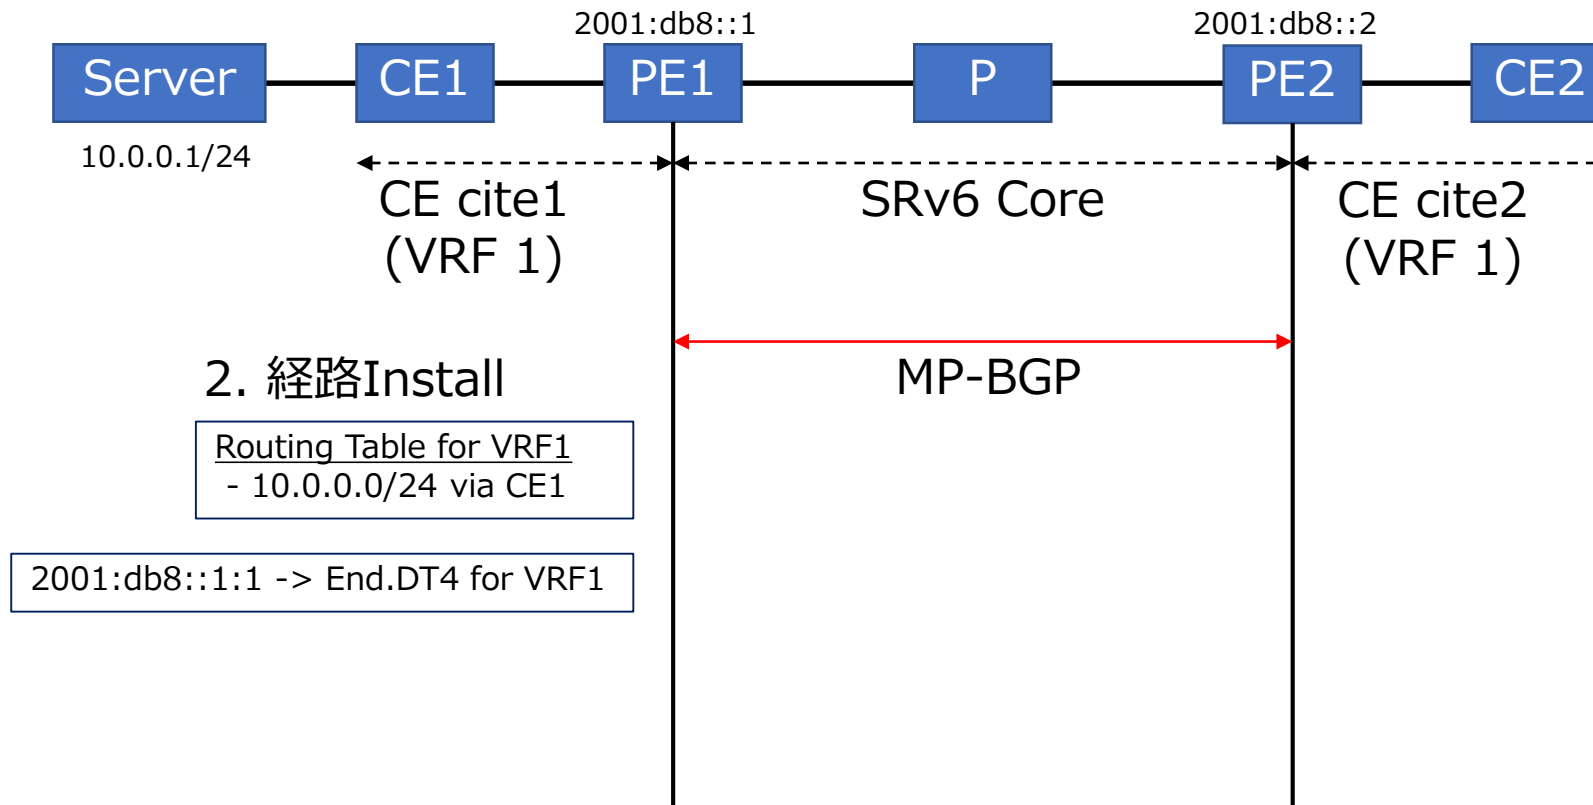 2001:db8::1
2001:db8::2
Server
CE1
PE1
P
PE2
CE2
10.0.0.1/24
CE cite1
(VRF 1)
SRv6 Core
CE cite2
(VRF 1)
2. 経路Install
MP-BGP
Routing Table for VRF1
- 10.0.0.0/24 via CE1
2001:db8::1:1 -> End.DT4 for VRF1